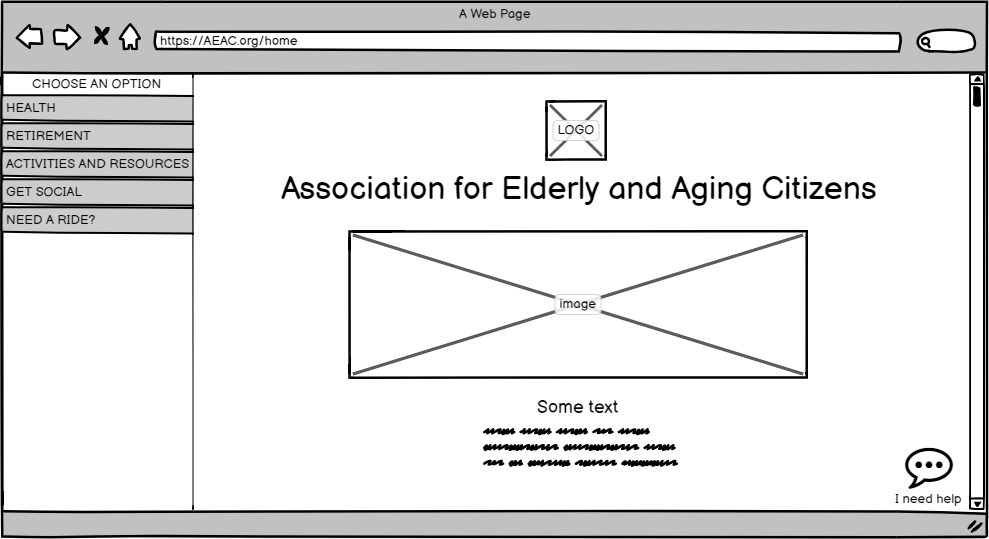 A Web Page
https://AEAC.org/home
CHOOSE AN OPTION
HEALTH
RETIREMENT
ACTIVITIES AND RESOURCES
GET SOCIAL
NEED A RIDE?
LOGO
Association for Elderly and Aging Citizens
image
Some text
I need help